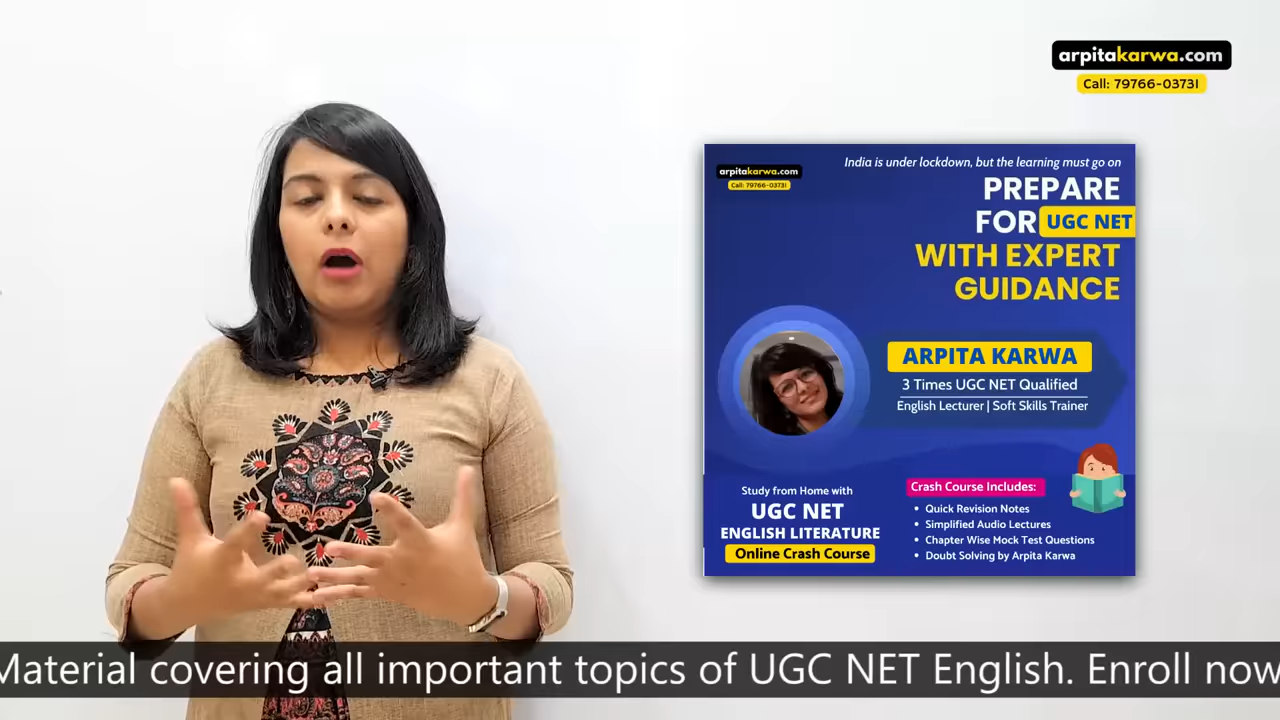 arpitakarwa.com
Call: 79766-03731
India is under lockdown, but the learning must go on
arpitakarwa.com
Call: 79766-03731
PREPARE
FOR UGC NET
WITH EXPERT
GUIDANCE
ARPITA KARWA
3 Times UGC NET Qualified
English Lecturer | Soft Skills Trainer
Study from Home with
UGC NET
ENGLISH LITERATURE
Online Crash Course
Crash Course Includes:
• Quick Revision Notes
• Simplified Audio Lectures
• Chapter Wise Mock Test Questions
• Doubt Solving by Arpita Karwa
Material covering all important topics of UGC NET English. Enroll now